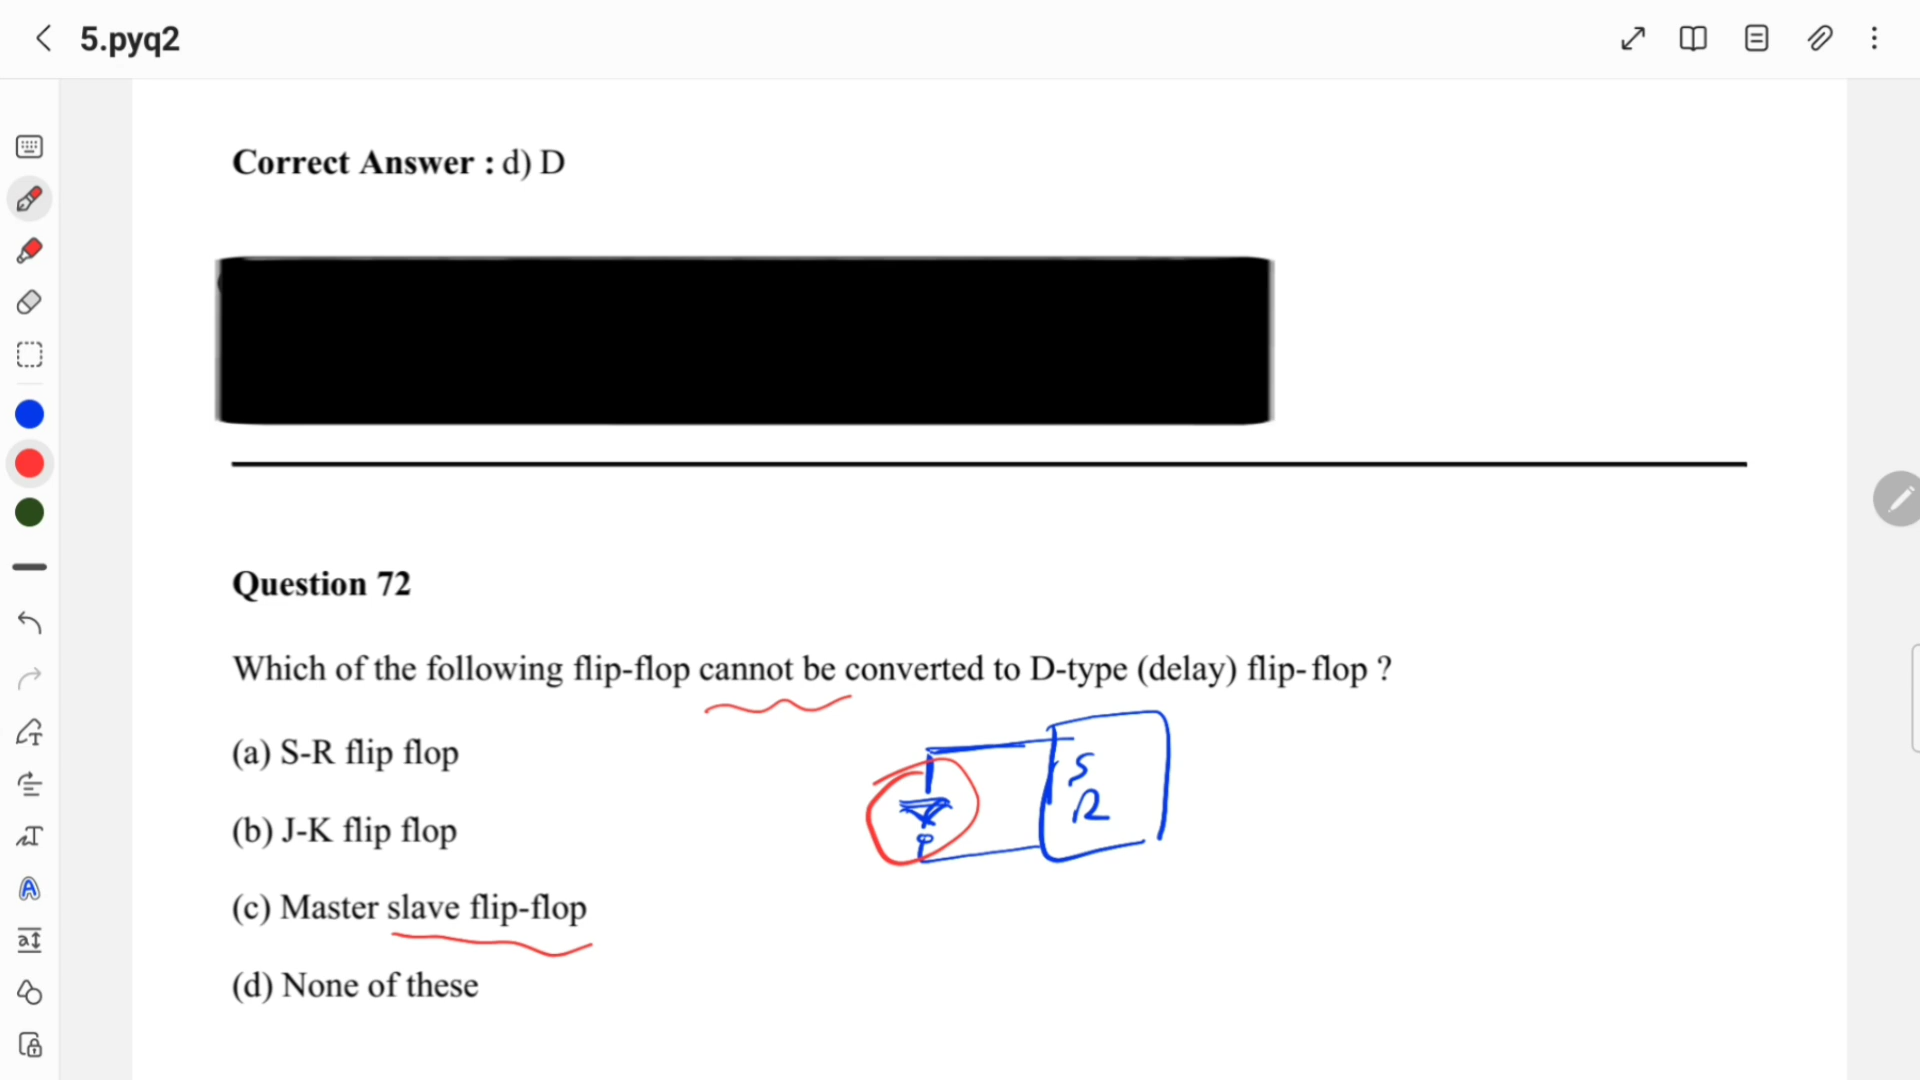 5.pyq2
Correct Answer : d) D
Question 72
Which of the following flip-flop cannot be converted to D-type (delay) flip-flop ?
(a) S-R flip flop
S
(b) J-K flip flop
R
(c) Master slave flip-flop
(d) None of these